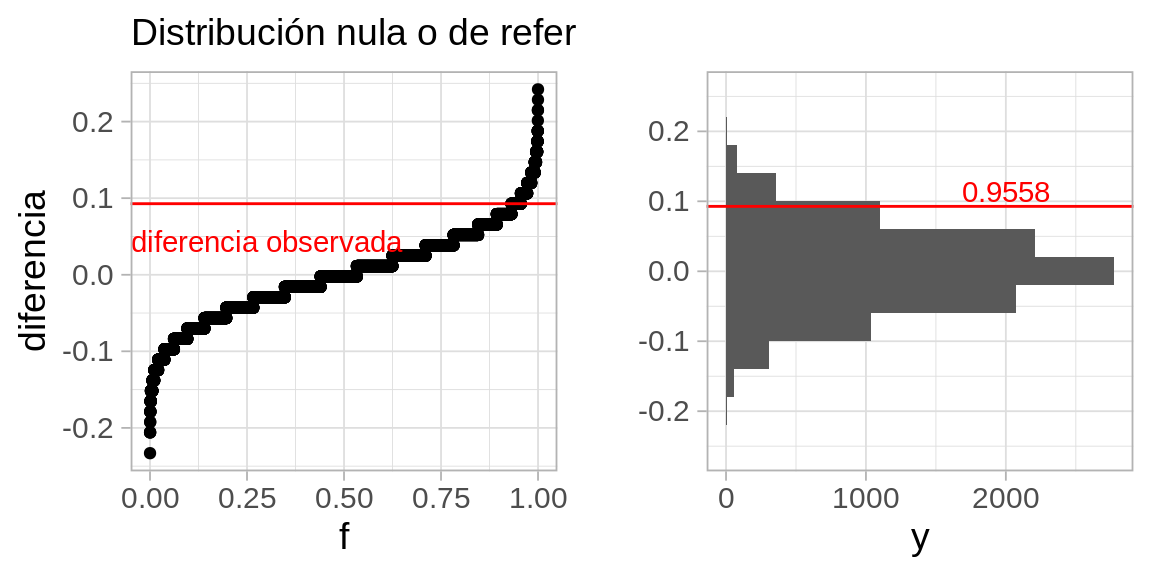 Distribución nula o de refer
diferencia
0.2
0.1
0.0
-0.1
-0.2
diferencia observada
0.00 0.25 0.50 0.75 1.00
f
0.2
0.1
0.0
-0.1
-0.2
0.9558
0 1000 2000
y